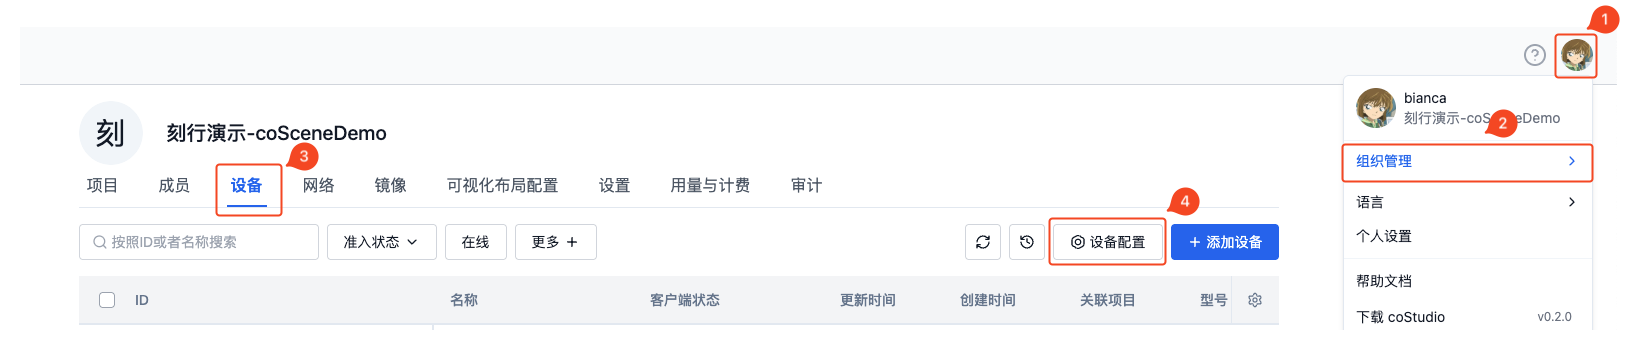 1
bianca
刻行演示-coSceneDemo
2
组织管理
语言
个人设置
帮助文档
下载 coStudio v0.2.0
刻 刻行演示-coSceneDemo
3
项目 成员 设备 网络 镜像 可视化布局配置 设置 用量与计费 审计
4
按照ID或者名称搜索 准入状态 在线 更多 + 设备配置 + 添加设备
ID 名称 客户端状态 更新时间 创建时间 关联项目 型号